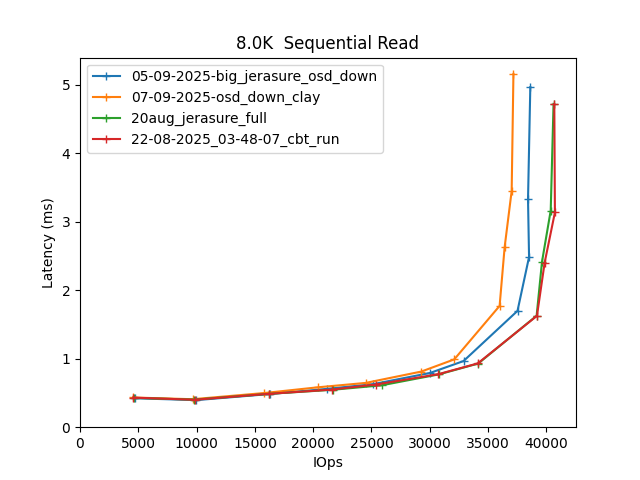 8.0K  Sequential Read
05-09-2025-big_jerasure_osd_down
07-09-2025-osd_down_clay
20aug_jerasure_full
22-08-2025_03-48-07_cbt_run
Latency (ms)
5
4
3
2
1
0
0 5000 10000 15000 20000 25000 30000 35000 40000
IOps